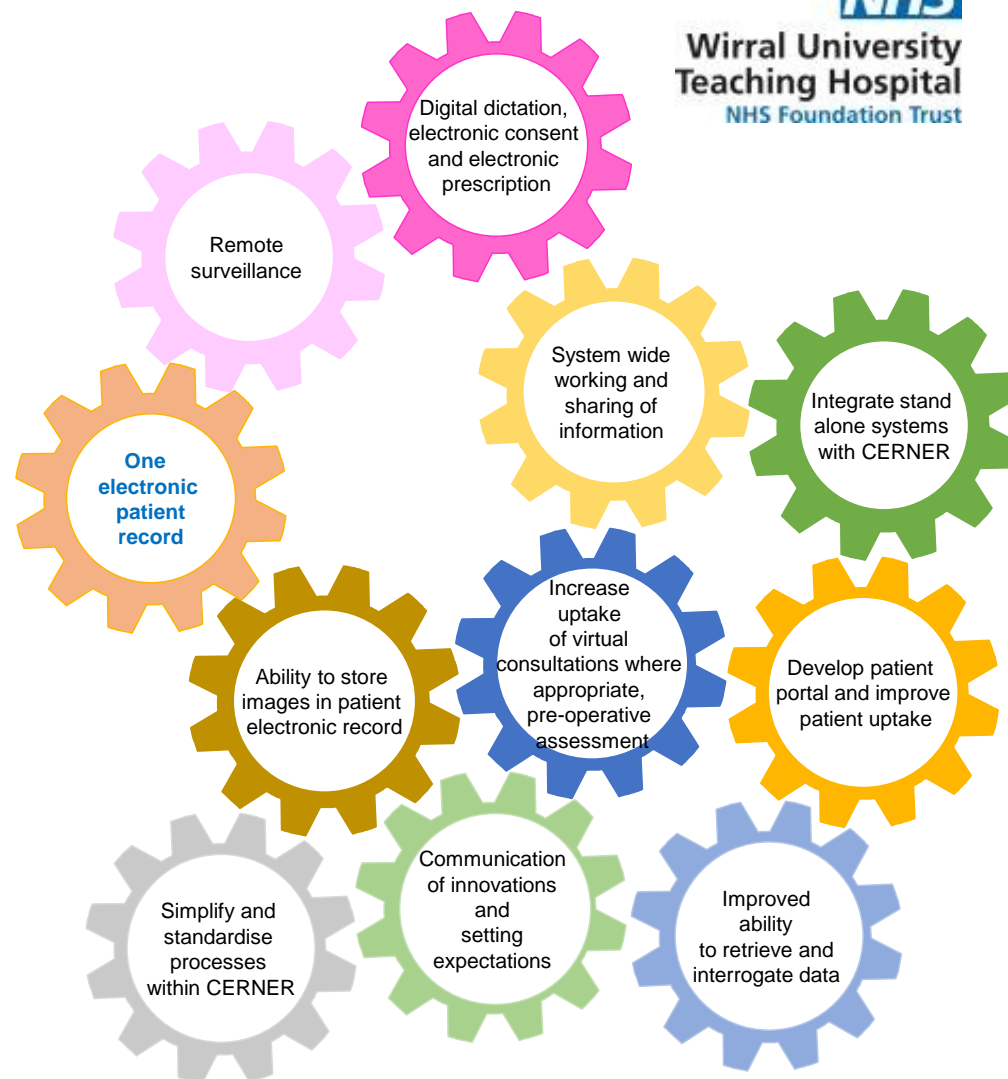 NHS
Wirral University
Teaching Hospital
NHS Foundation Trust
Digital dictation,
electronic consent
and electronic
prescription
Remote
surveillance
System wide
working and
sharing of
information
Integrate stand
alone systems
with CERNER
One
electronic
patient
record
Increase
uptake
of virtual
consultations where
appropriate,
pre-operative
assessment
Ability to store
images in patient
electronic record
Develop patient
portal and improve
patient uptake
Communication
of innovations
and
setting
expectations
Simplify and
standardise
processes
within CERNER
Improved
ability
to retrieve and
interrogate data